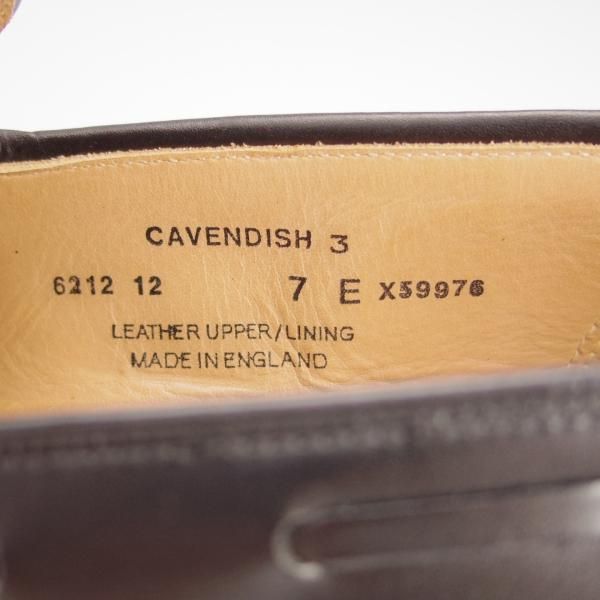 CAVENDISH 3
6212 12 7 E X59976
LEATHER UPPER/LINING
MADE IN ENGLAND